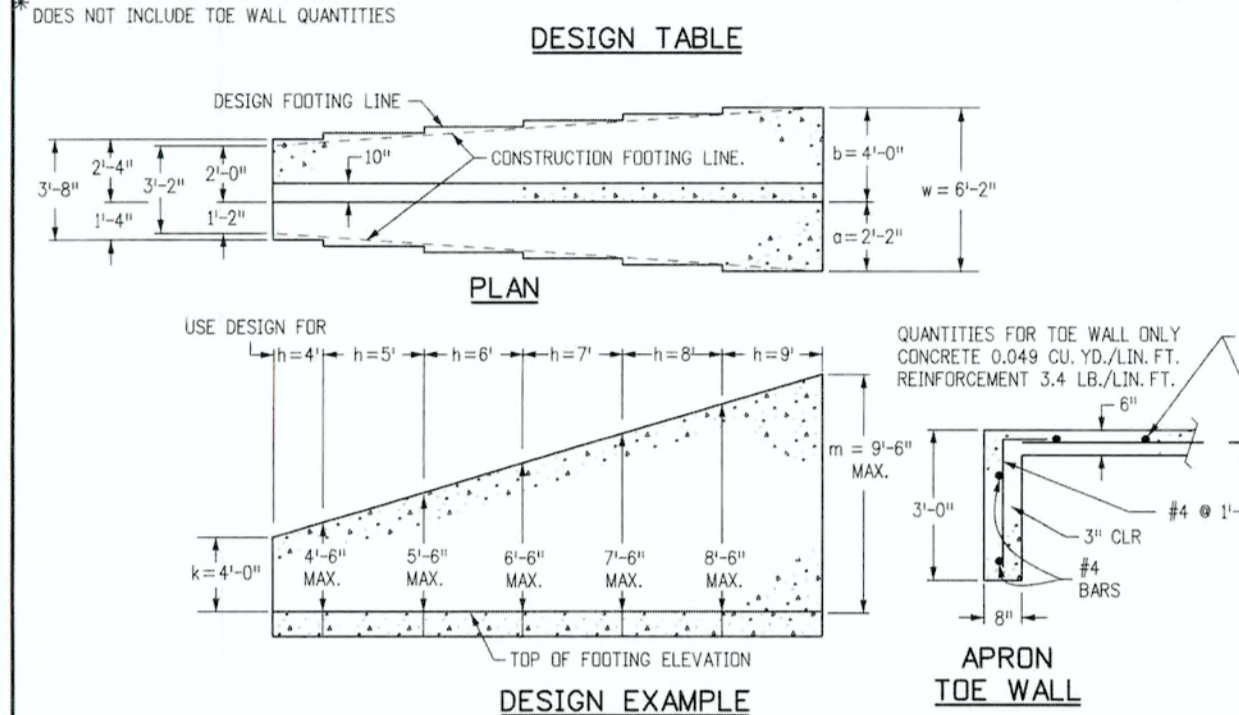 * DOES NOT INCLUDE TOE WALL QUANTITIES
DESIGN TABLE
DESIGN FOOTING LINE
10"
CONSTRUCTION FOOTING LINE.
3'-8"
2'-4"
1'-4"
3'-2"
2'-0"
1'-2"
b=4'-0"
a=2'-2"
w=6'-2"
PLAN
USE DESIGN FOR
h=4' h=5' h=6' h=7' h=8' h=9'
k=4'-0"
4'-6"
MAX.
5'-6"
MAX.
6'-6"
MAX.
7'-6"
MAX.
8'-6"
MAX.
m = 9'-6"
MAX.
TOP OF FOOTING ELEVATION
DESIGN EXAMPLE
QUANTITIES FOR TOE WALL ONLY
CONCRETE 0.049 CU. YD./LIN. FT.
REINFORCEMENT 3.4 LB./LIN. FT.
6"
3'-0"
#4 @ 1'-
3" CLR
#4
BARS
8"
APRON
TOE WALL